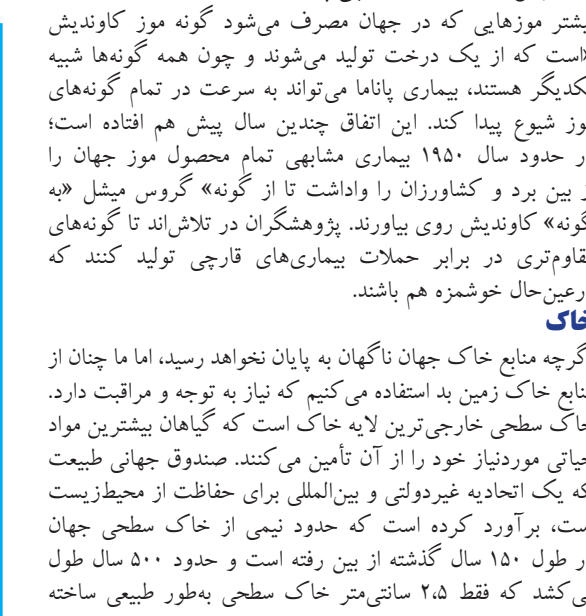 بیشتر موزهایی که در جهان مصرف می‌شود گونه موز کاوندیش
«است که از یک درخت تولید می‌شوند و چون همه گونه‌ها شبیه
یکدیگر هستند، بیماری پاناما می‌تواند به سرعت در تمام گونه‌های
موز شیوع پیدا کند. این اتفاق چندین سال پیش هم افتاده است؛
در حدود سال ۱۹۵۰ بیماری مشابهی تمام محصول موز جهان را
از بین برد و کشاورزان را واداشت تا از گونه» گروس میشل «به
گونه» کاوندیش روی بیاورند. پژوهشگران در تلاش‌اند تا گونه‌های
مقاوم‌تری در برابر حملات بیماری‌های قارچی تولید کنند که
درعین‌حال خوشمزه هم باشند.
خاک
اگرچه منابع خاک جهان ناگهان به پایان نخواهد رسید، اما ما چنان از
منابع خاک زمین بد استفاده می‌کنیم که نیاز به توجه و مراقبت دارد.
خاک سطحی خارجی‌ترین لایه خاک است که گیاهان بیشترین مواد
حیاتی موردنیاز خود را از آن تأمین می‌کنند. صندوق جهانی طبیعت
که یک اتحادیه غیردولتی و بین‌المللی برای حفاظت از محیط‌زیست
است، برآورد کرده است که حدود نیمی از خاک سطحی جهان
در طول ۱۵۰ سال گذشته از بین رفته است و حدود ۵۰۰ سال طول
می‌کشد که فقط ۲٫۵ سانتی‌متر خاک سطحی به‌طور طبیعی ساخته